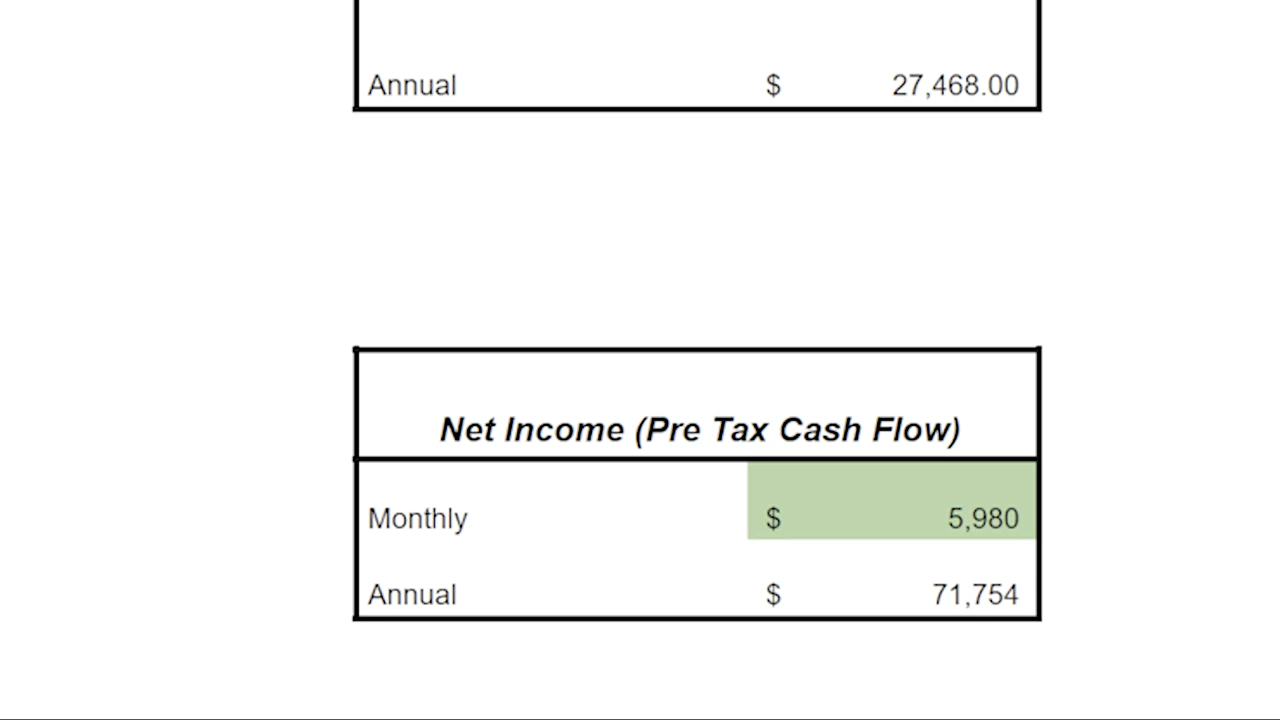 Annual $ 27,468.00
Net Income (Pre Tax Cash Flow)
Monthly $ 5,980
Annual $ 71,754